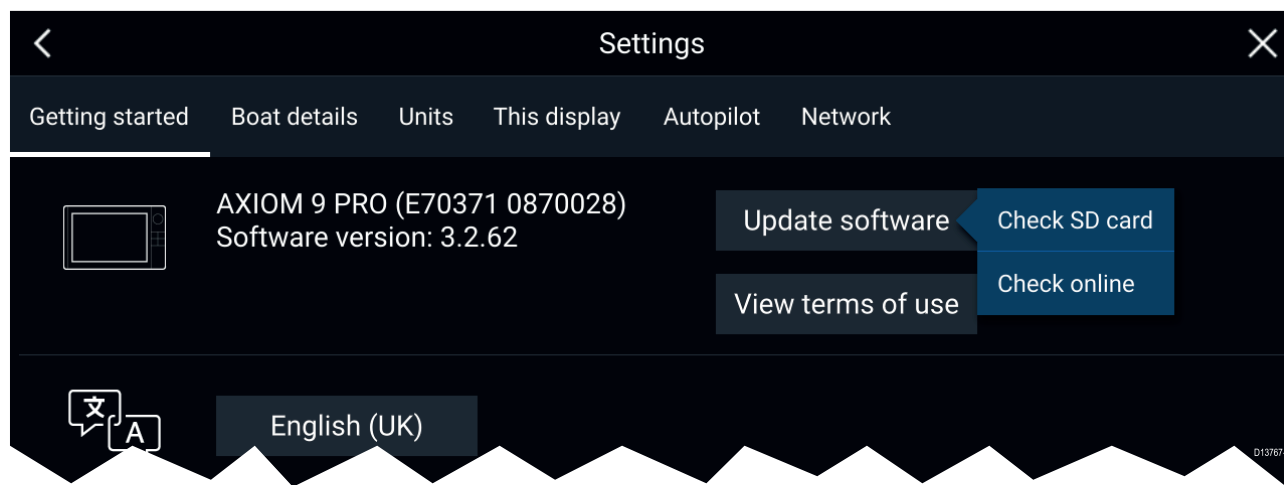 Settings
Getting started Boat details Units This display Autopilot Network
AXIOM 9 PRO (E70371 0870028)
Software version: 3.2.62
Update software
Check SD card
Check online
View terms of use
文
A
English (UK)